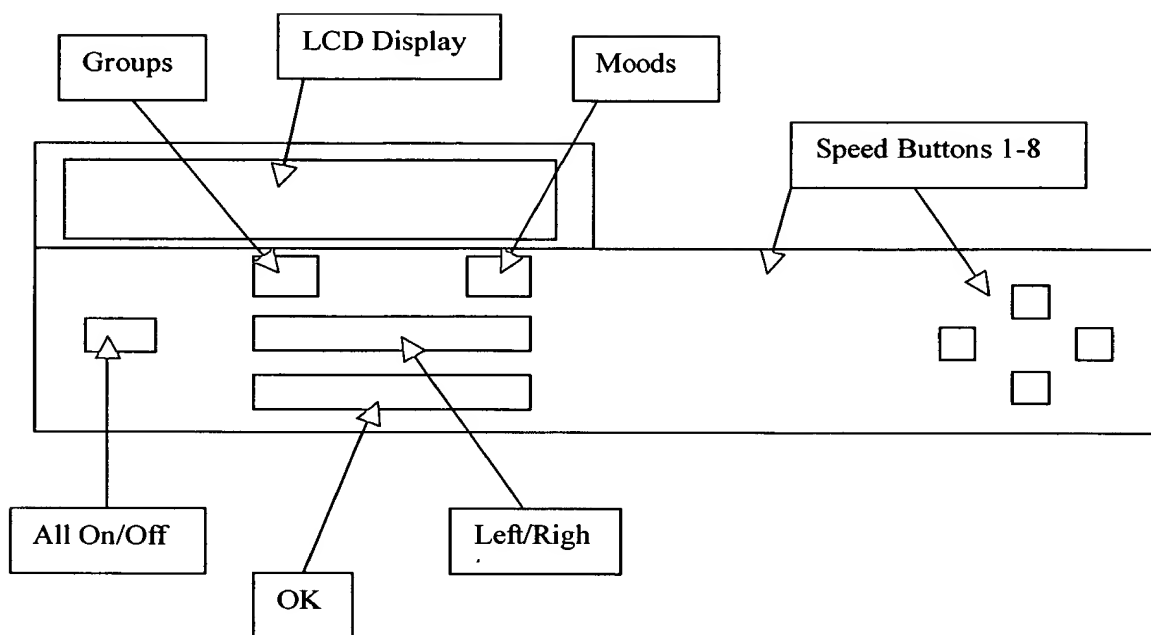 LCD Display
Groups
Moods
Speed Buttons 1-8
All On/Off
Left/Righ
OK